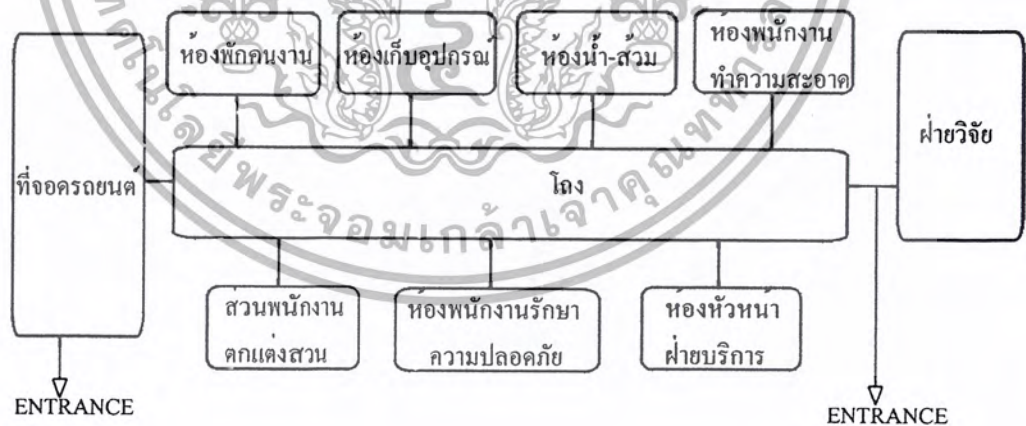 ห้องพักคนงาน
ห้องเก็บอุปกรณ์
ห้องน้ำ-ส้วม
ห้องพนักงาน
ทำความสะอาด
ฝ่ายวิจัย
ที่จอดรถยนต์
โถง
ส่วนพนักงาน
ตกแต่งสวน
ห้องพนักงานรักษา
ความปลอดภัย
ห้องหัวหน้า
ฝ่ายบริการ
ENTRANCE
ENTRANCE